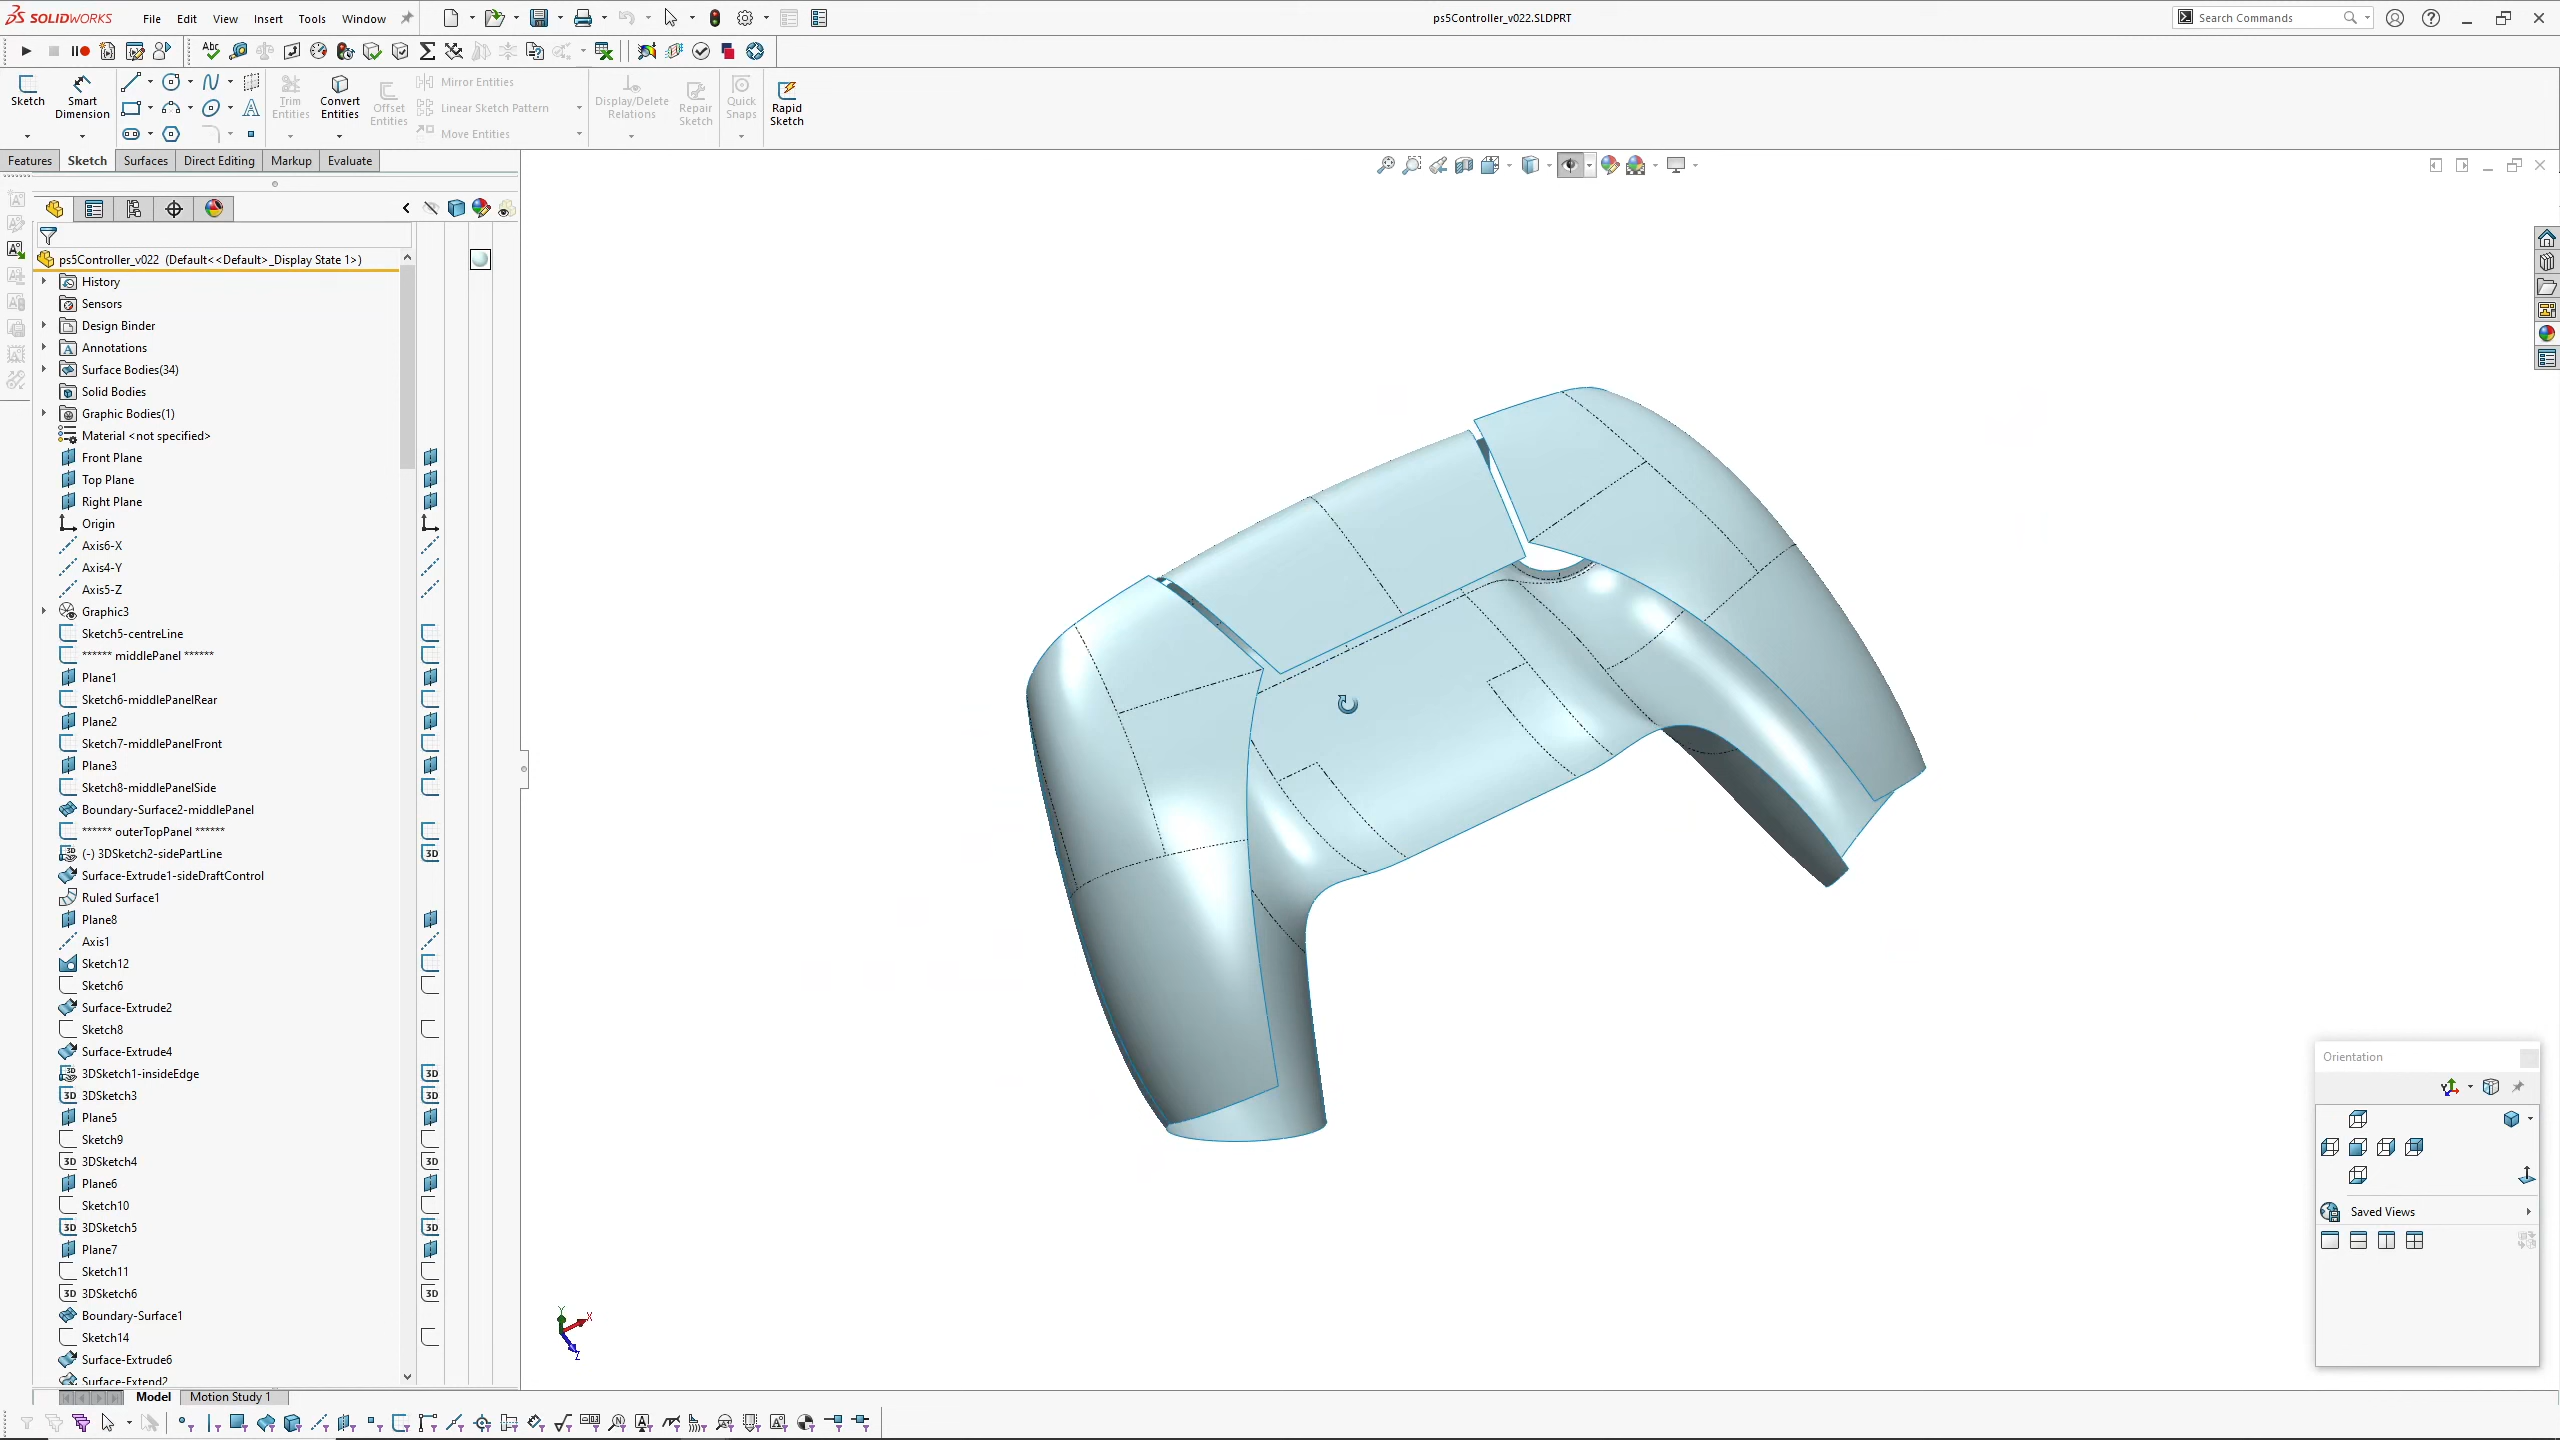 SOLIDWORKS File Edit View Insert Tools Window ps5Controller_v022.SLDPRT Search Commands
Sketch Smart Dimension Trim Entities Convert Entities Offset Entities Mirror Entities Display/Delete Relations Repair Sketch Quick Snaps Rapid Sketch
Linear Sketch Pattern
Move Entities
Features Sketch Surfaces Direct Editing Markup Evaluate
ps5Controller_v022 (Default<<Default>_Display State 1>)
History
Sensors
Design Binder
Annotations
Surface Bodies(34)
Solid Bodies
Graphic Bodies(1)
Material <not specified>
Front Plane
Top Plane
Right Plane
Origin
Axis6-X
Axis4-Y
Axis5-Z
Graphic3
Sketch5-centreLine
****** middlePanel ******
Plane1
Sketch6-middlePanelRear
Plane2
Sketch7-middlePanelFront
Plane3
Sketch8-middlePanelSide
Boundary-Surface2-middlePanel
****** outerTopPanel ******
(-) 3DSketch2-sidePartLine
Surface-Extrude1-sideDraftControl
Ruled Surface1
Plane8
Axis1
Sketch12
Sketch6
Surface-Extrude2
Sketch8
Surface-Extrude4
3DSketch1-insideEdge
3DSketch3
Plane5
Sketch9
3DSketch4
Plane6
Sketch10
3DSketch5
Plane7
Sketch11
3DSketch6
Boundary-Surface1
Sketch14
Surface-Extrude6
Surface-Extend2
Model Motion Study 1
Y
X
Z
Orientation
Saved Views